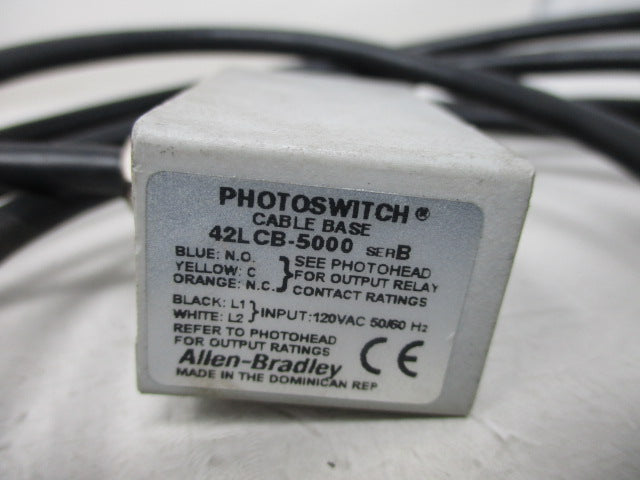 PHOTOSWITCH®
CABLE BASE
42LCB-5000 SER B
BLUE: N.O.
YELLOW: C
ORANGE: N.C.
} SEE PHOTOHEAD
FOR OUTPUT RELAY
CONTACT RATINGS
BLACK: L1
WHITE: L2
} INPUT: 120VAC 50/60 Hz
REFER TO PHOTOHEAD
FOR OUTPUT RATINGS
Allen-Bradley
CE
MADE IN THE DOMINICAN REP